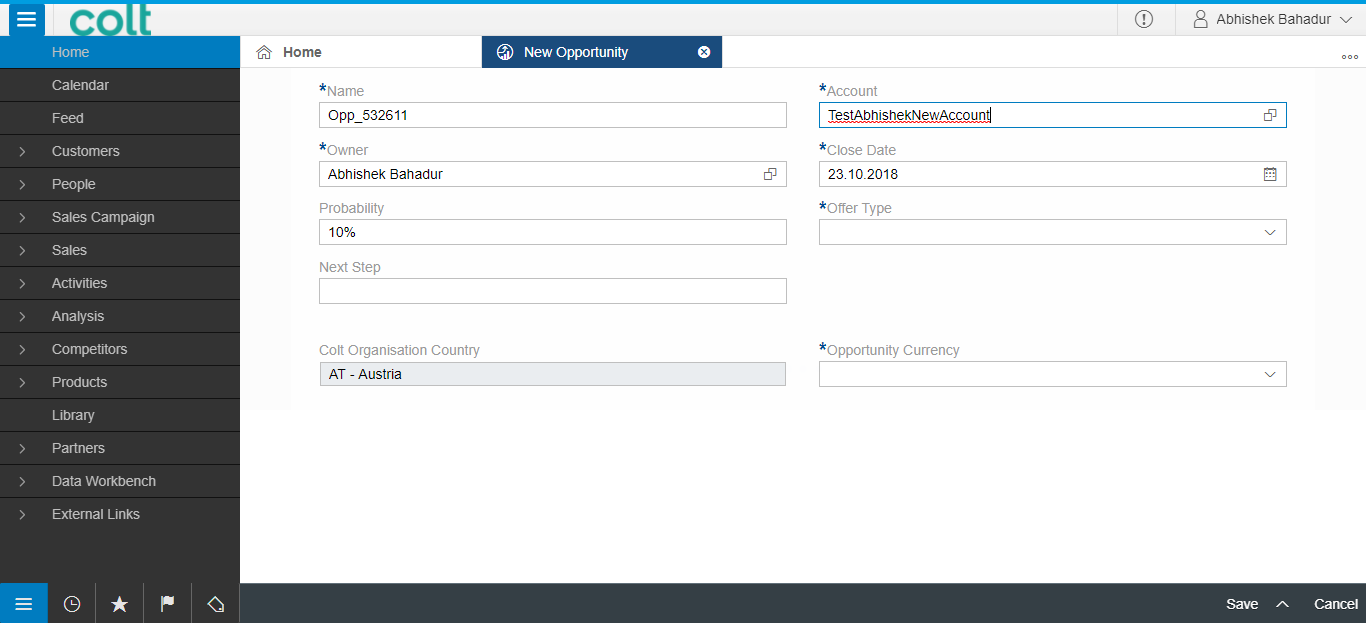 colt
Abhishek Bahadur
Home
Calendar
Feed
Customers
People
Sales Campaign
Sales
Activities
Analysis
Competitors
Products
Library
Partners
Data Workbench
External Links
Home
New Opportunity
*Name
Opp_532611
*Account
TestAbhishekNewAccount
*Owner
Abhishek Bahadur
*Close Date
23.10.2018
Probability
10%
*Offer Type
Next Step
Colt Organisation Country
AT - Austria
*Opportunity Currency
Save
Cancel